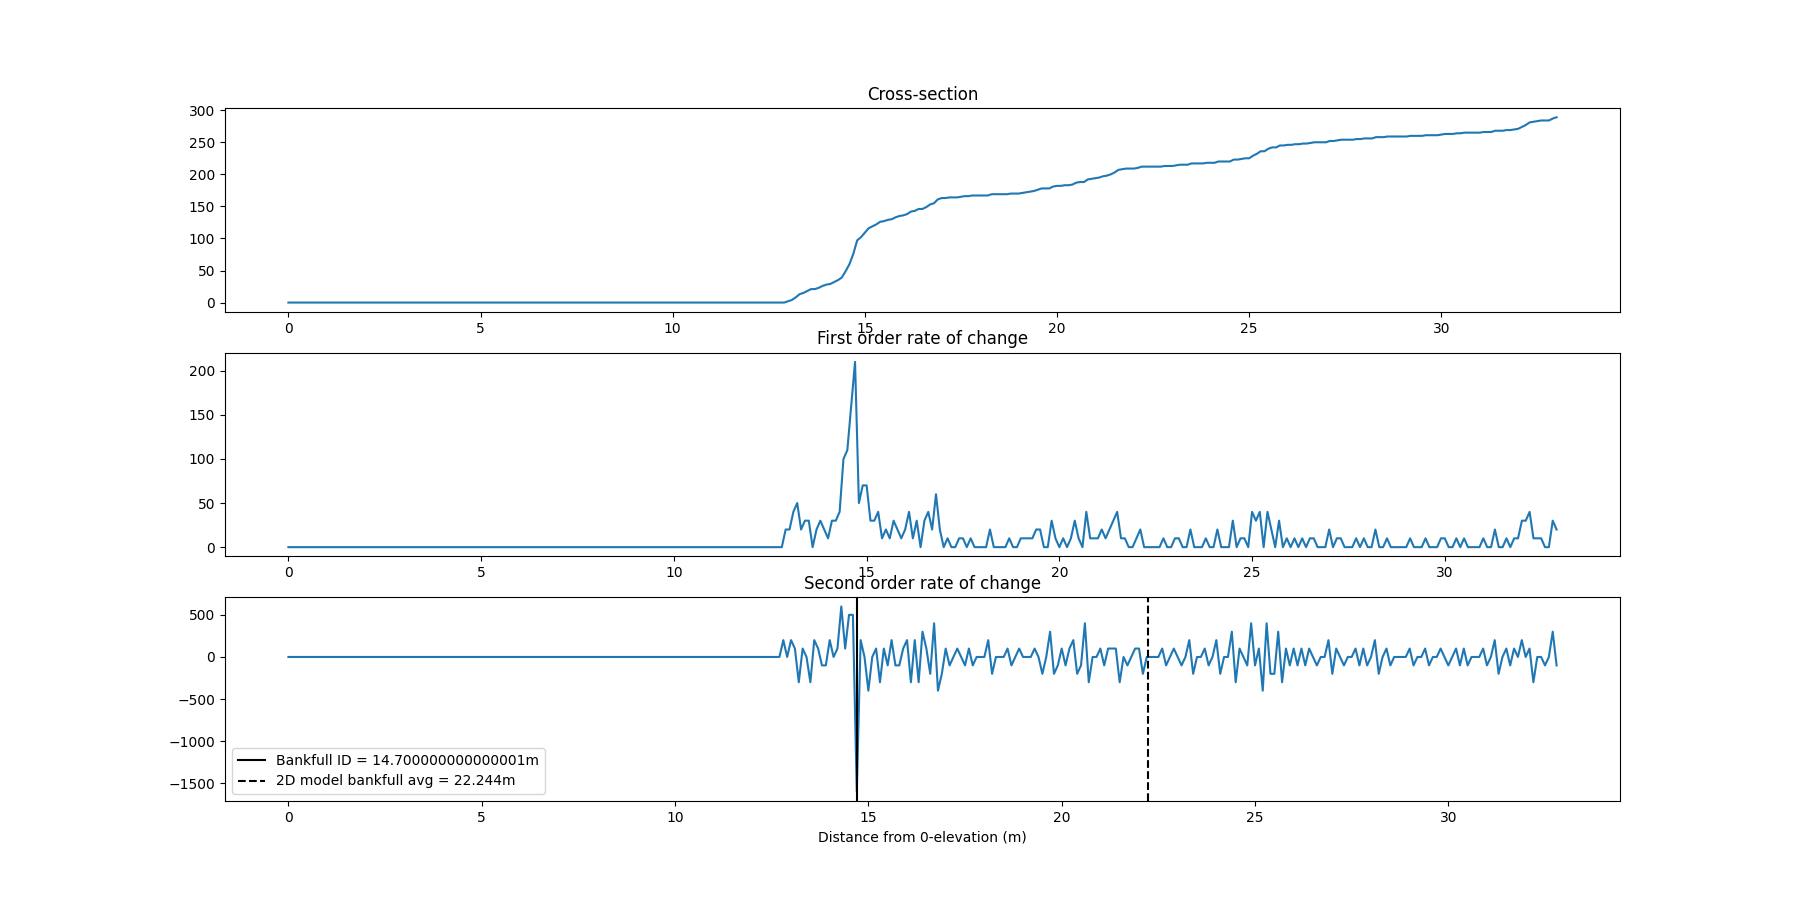 Cross-section
300
250
200
150
100
50
0
0 5 10 15 20 25 30
First order rate of change
200
150
100
50
0
0 5 10 15 20 25 30
Second order rate of change
500
0
−500
−1000
−1500
Bankfull ID = 14.700000000000001m
2D model bankfull avg = 22.244m
0 5 10 15 20 25 30
Distance from 0-elevation (m)